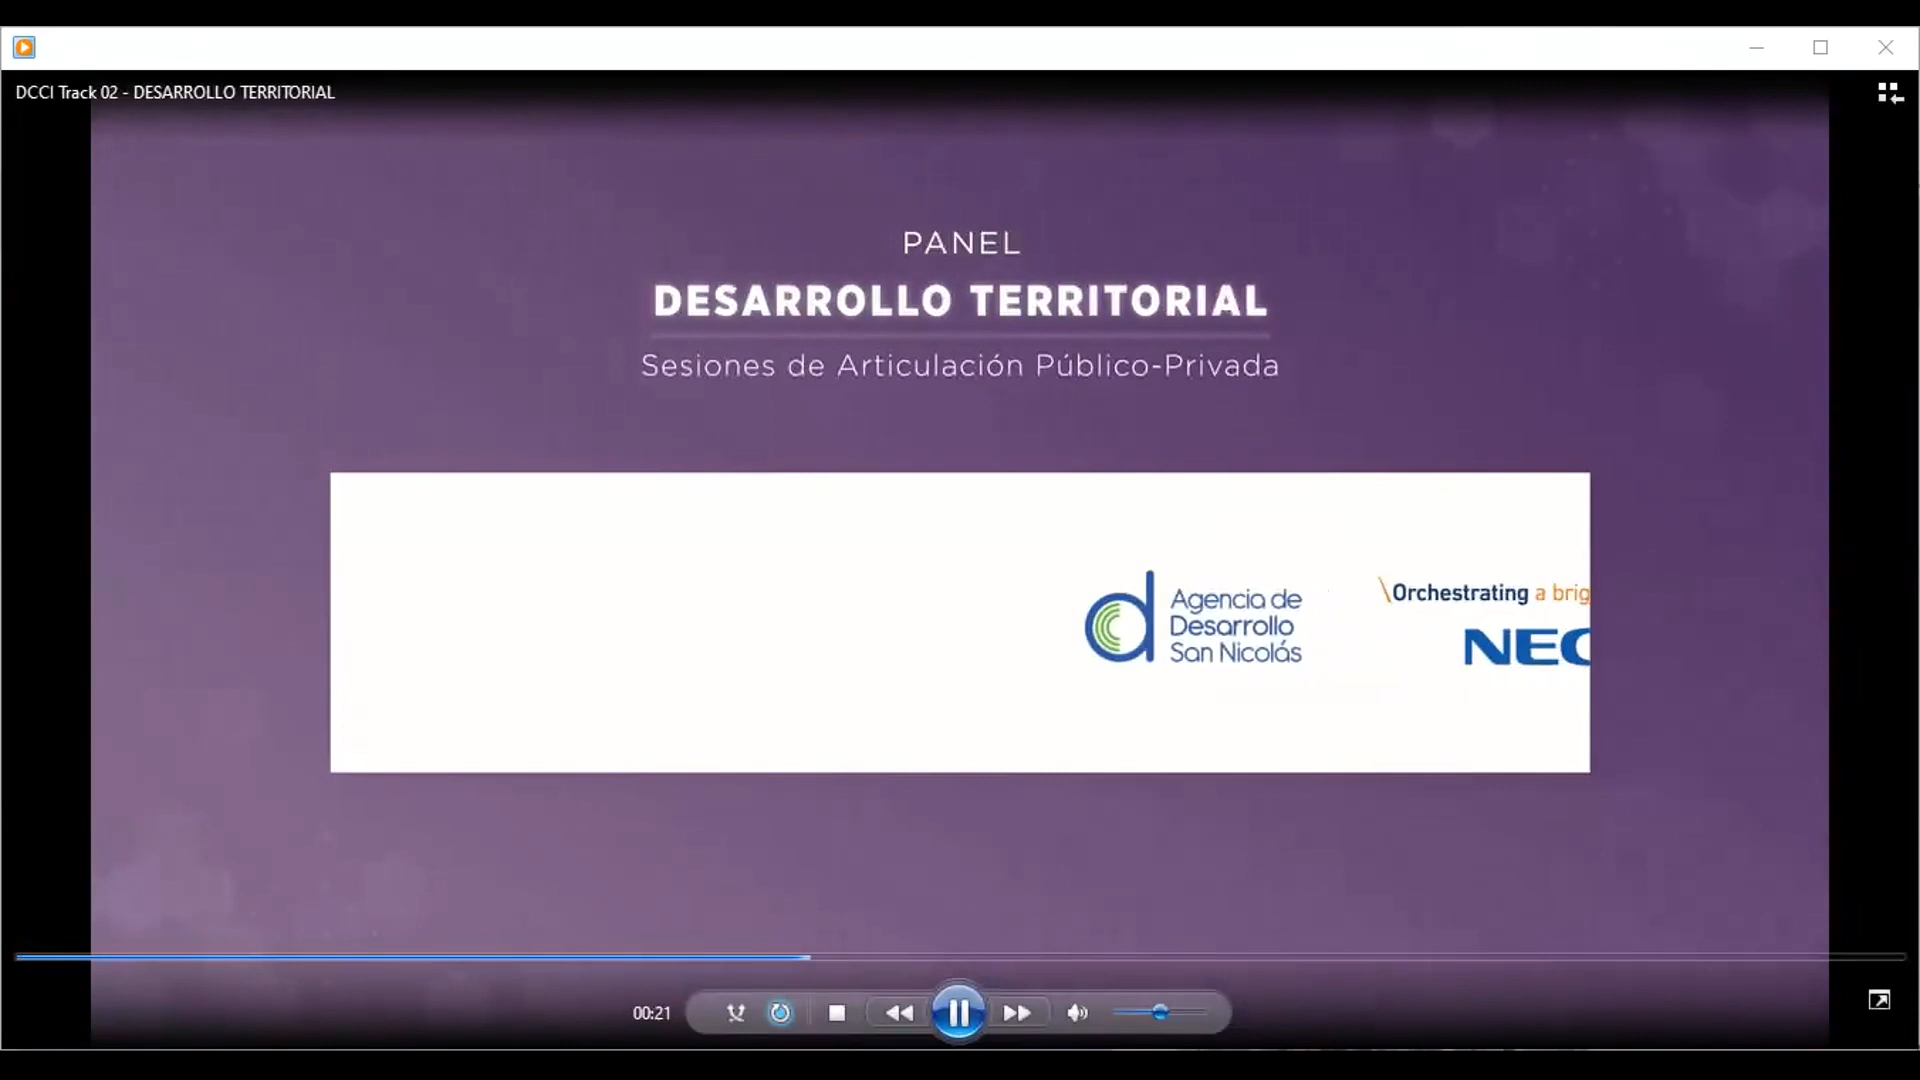 DCCI Track 02 - DESARROLLO TERRITORIAL
PANEL
DESARROLLO TERRITORIAL
Sesiones de Articulación Público-Privada
Agencia de
Desarrollo
San Nicolás
\Orchestrating a brig
NEC
00:21